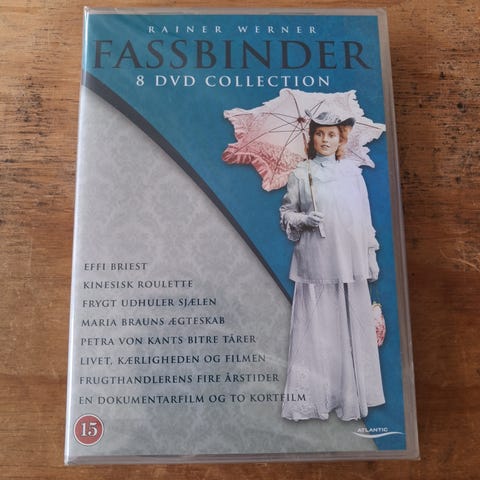 RAINER WERNER
FASSBINDER
8 DVD COLLECTION
EFFI BRIEST
KINESISK ROULETTE
FRYGT UDHULER SJÆLEN
MARIA BRAUNS ÆGTESKAB
PETRA VON KANTS BITRE TÅRER
LIVET, KÆRLIGHEDEN OG FILMEN
FRUGTHANDLERENS FIRE ÅRSTIDER
EN DOKUMENTARFILM OG TO KORTFILM
15
ATLANTIC